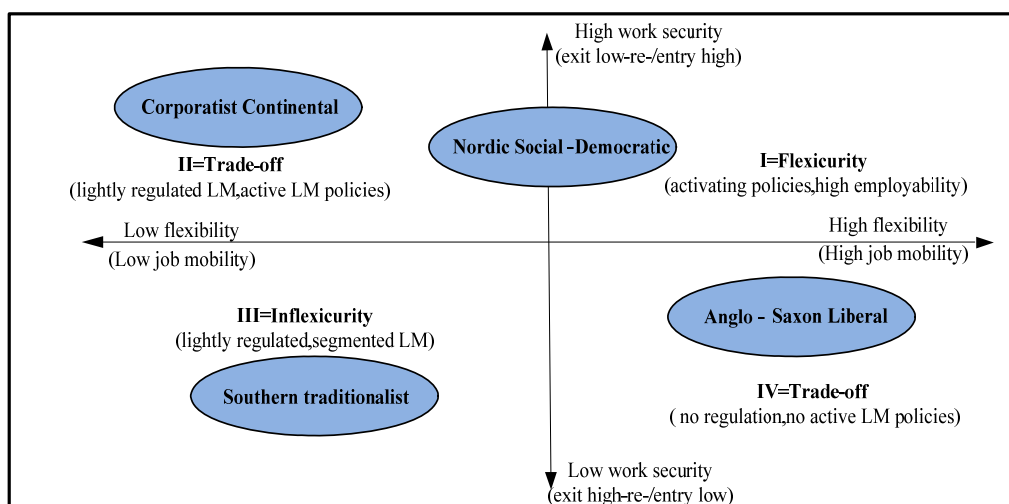 High work security
(exit low-re-/entry high)
Corporatist Continental
Nordic Social -Democratic
II=Trade-off
(lightly regulated LM,active LM policies)
I=Flexicurity
(activating policies,high employability)
Low flexibility
(Low job mobility)
High flexibility
(High job mobility)
III=Inflexicurity
(lightly regulated,segmented LM)
Anglo - Saxon Liberal
Southern traditionalist
IV=Trade-off
( no regulation,no active LM policies)
Low work security
(exit high-re-/entry low)